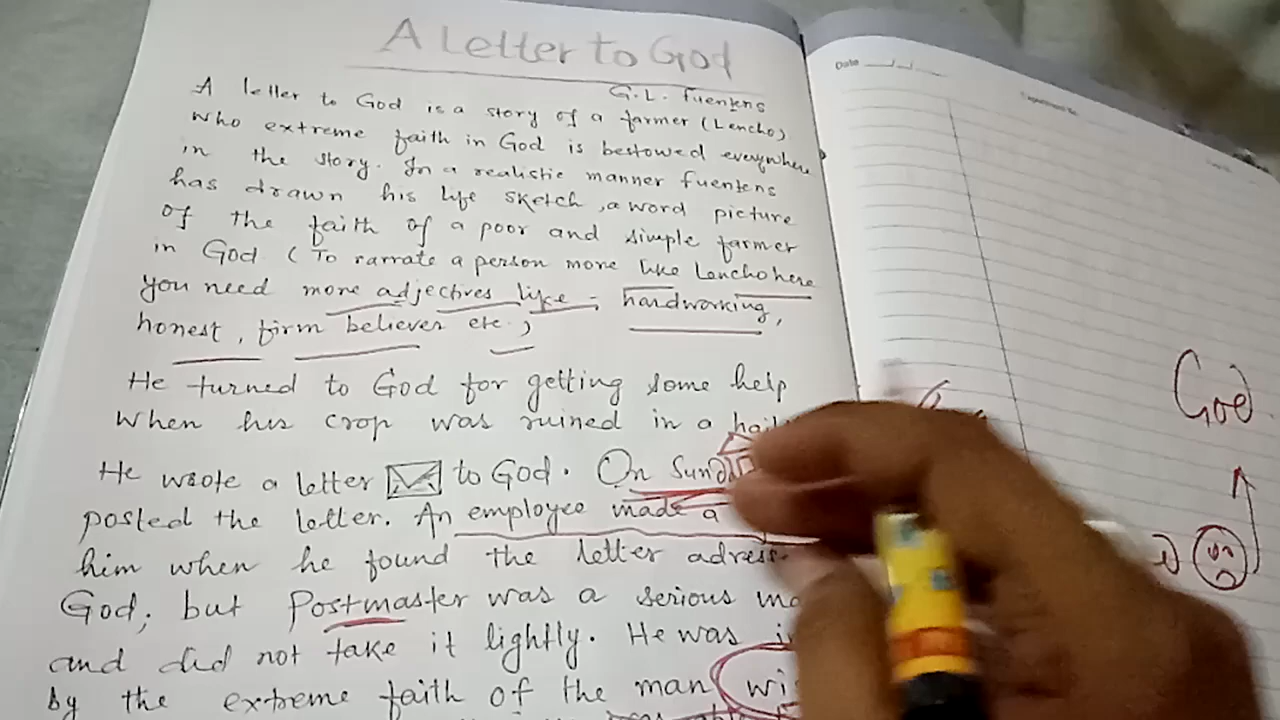 A Letter to God
G.L. Fuentens
A letter to God is a story of a farmer (Lencho)
who extreme faith in God is bestowed everywhere
in the story. In a realistic manner Fuentens
has drawn his life sketch, a word picture
of the faith of a poor and simple farmer
in God (To narrate a person more like Lencho here
you need more adjectives like - hardworking,
honest, firm believer etc.)
He turned to God for getting some help
when his crop was ruined in a
He wrote a letter to God. On
posted the letter. An employee made a
him when he found the letter
God, but Postmaster was a serious
and did not take it lightly. He was
by the extreme faith of the man
Date
God